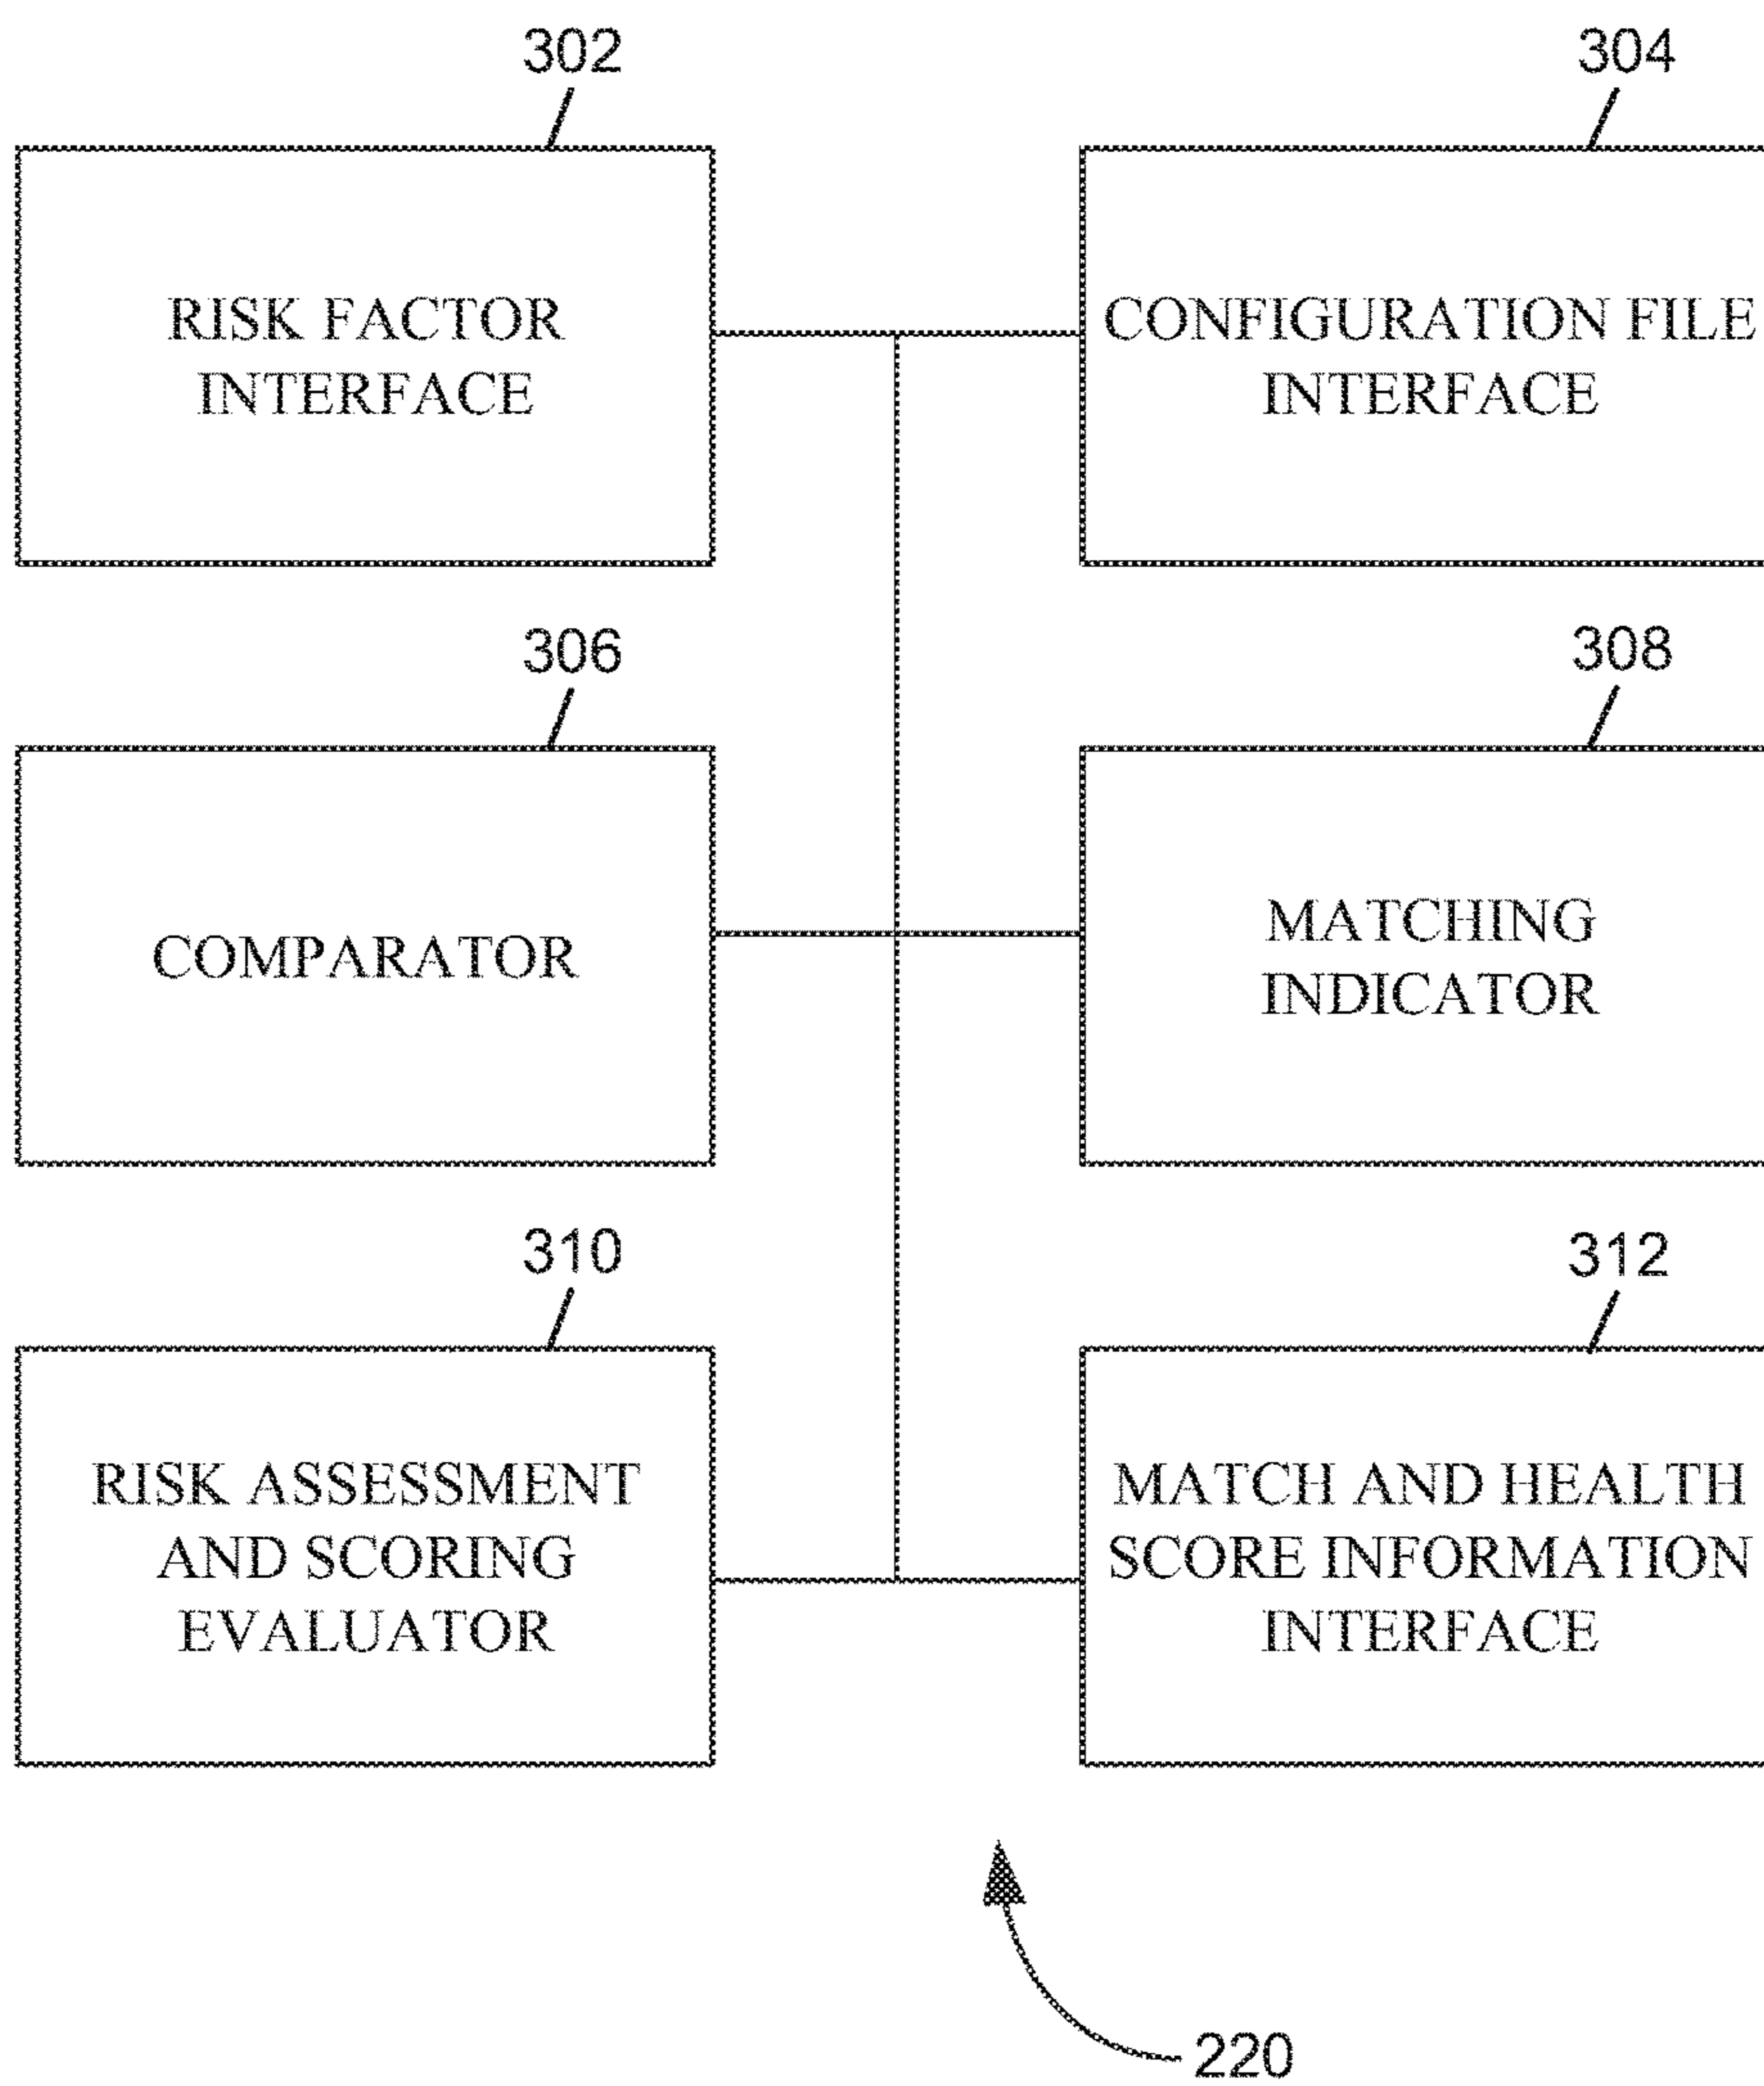 302
304
RISK FACTOR
INTERFACE
CONFIGURATION FILE
INTERFACE
306
308
COMPARATOR
MATCHING
INDICATOR
310
312
RISK ASSESSMENT
AND SCORING
EVALUATOR
MATCH AND HEALTH
SCORE INFORMATION
INTERFACE
220